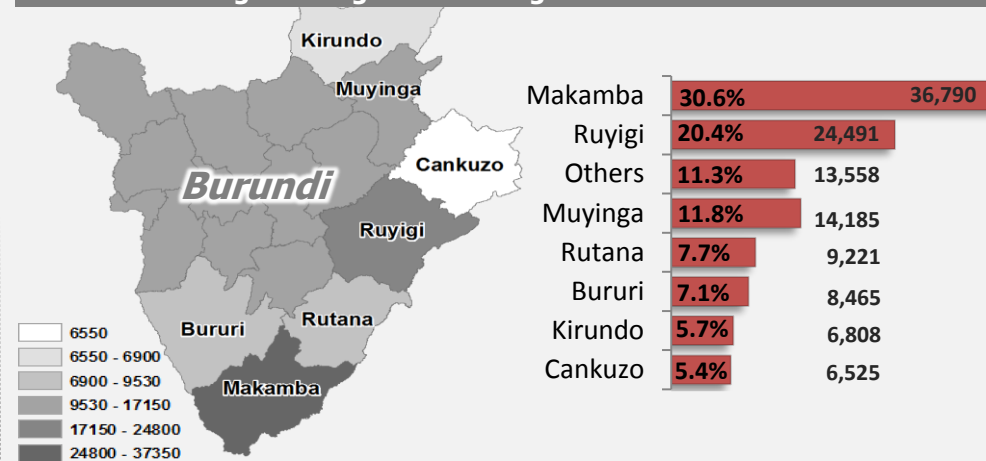 Kirundo
Muyinga
Cankuzo
Burundi
Ruyigi
Rutana
Bururi
Makamba
6550
6550 - 6900
6900 - 9530
9530 - 17150
17150 - 24800
24800 - 37350
Makamba 30.6% 36,790
Ruyigi 20.4% 24,491
Others 11.3% 13,558
Muyinga 11.8% 14,185
Rutana 7.7% 9,221
Bururi 7.1% 8,465
Kirundo 5.7% 6,808
Cankuzo 5.4% 6,525